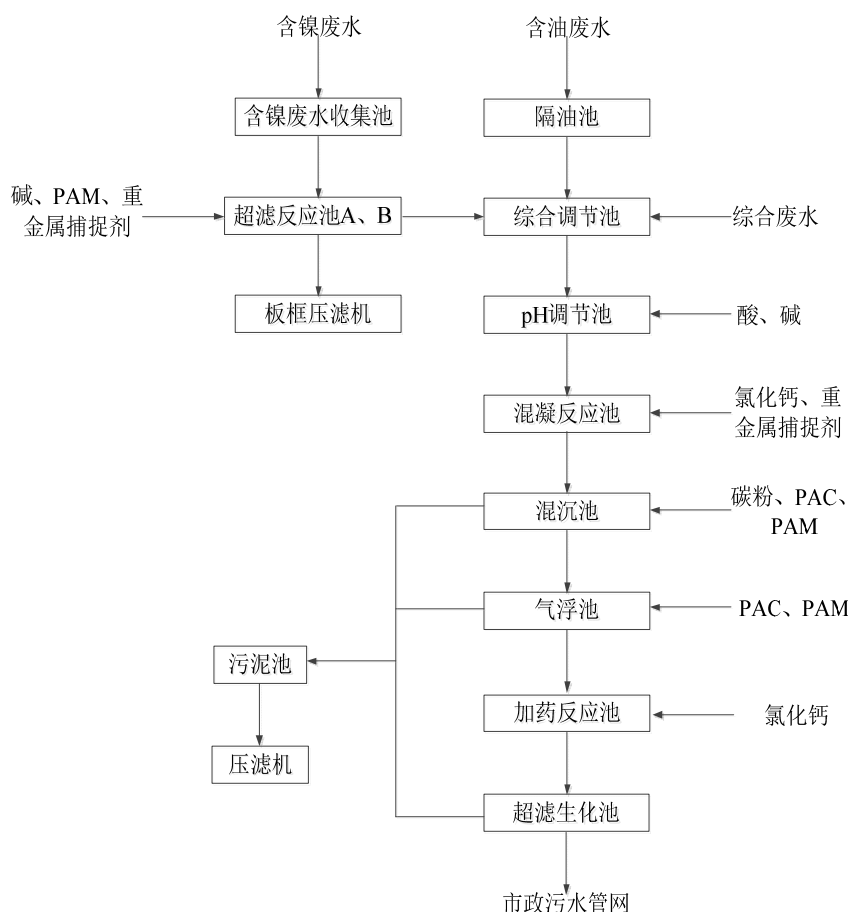 含镍废水
含油废水
含镍废水收集池
隔油池
碱、PAM、重
金属捕捉剂
超滤反应池A、B
综合调节池
综合废水
板框压滤机
pH调节池
酸、碱
混凝反应池
氯化钙、重
金属捕捉剂
混沉池
碳粉、PAC、
PAM
气浮池
PAC、PAM
污泥池
加药反应池
氯化钙
压滤机
超滤生化池
市政污水管网